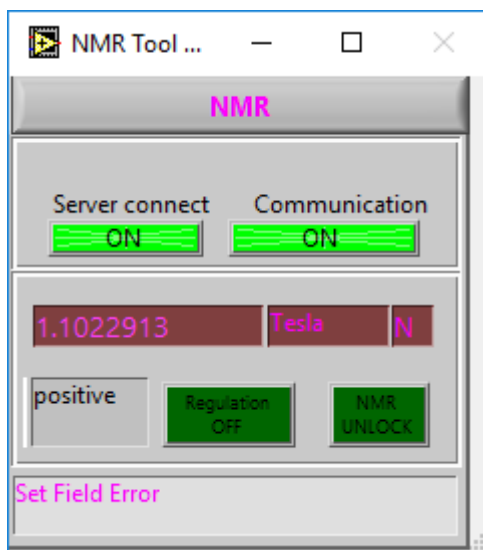 NMR Tool ...
NMR
Server connect Communication
ON ON
1.1022913 Tesla N
positive
Regulation OFF
NMR UNLOCK
Set Field Error